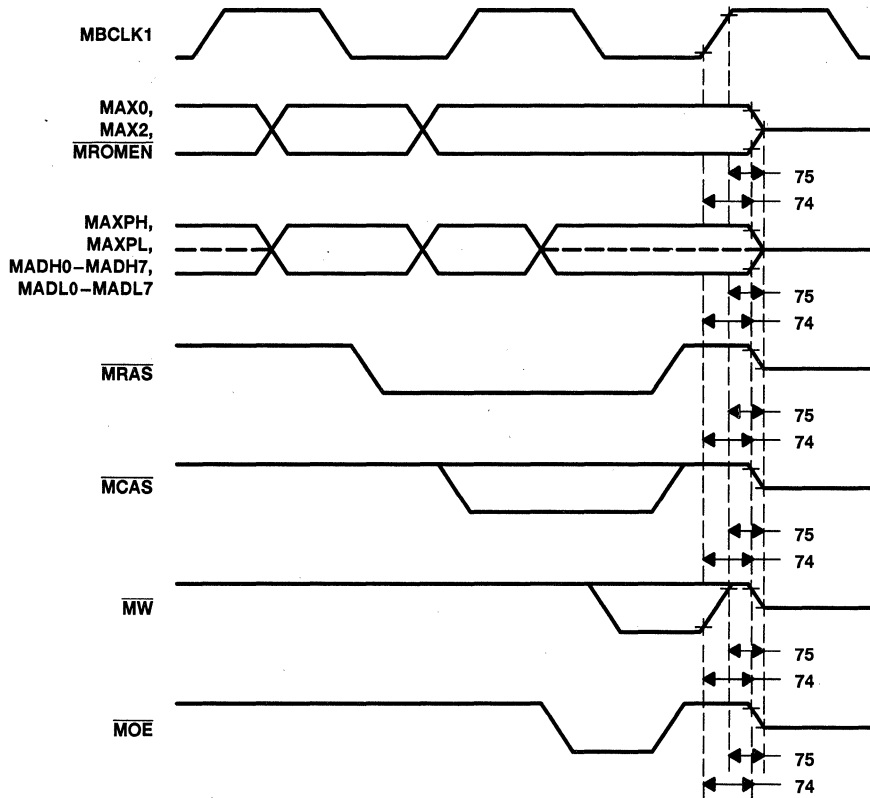 MBCLK1
MAX0,
MAX2,
MROMEN
75
74
MAXPH,
MAXPL,
MADH0–MADH7,
MADL0–MADL7
75
74
MRAS
75
74
MCAS
75
74
MW
75
74
MOE
75
74